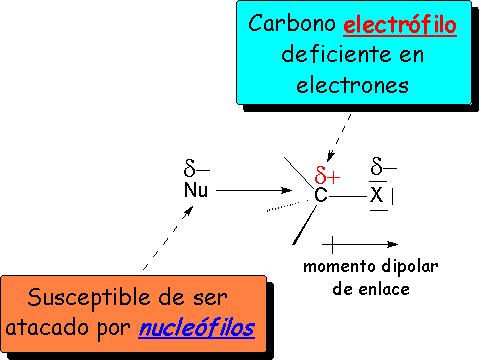 Carbono electrófilo
deficiente en
electrones
δ−
Nu
δ+
C
δ−
X
momento dipolar
de enlace
Susceptible de ser
atacado por nucleófilos